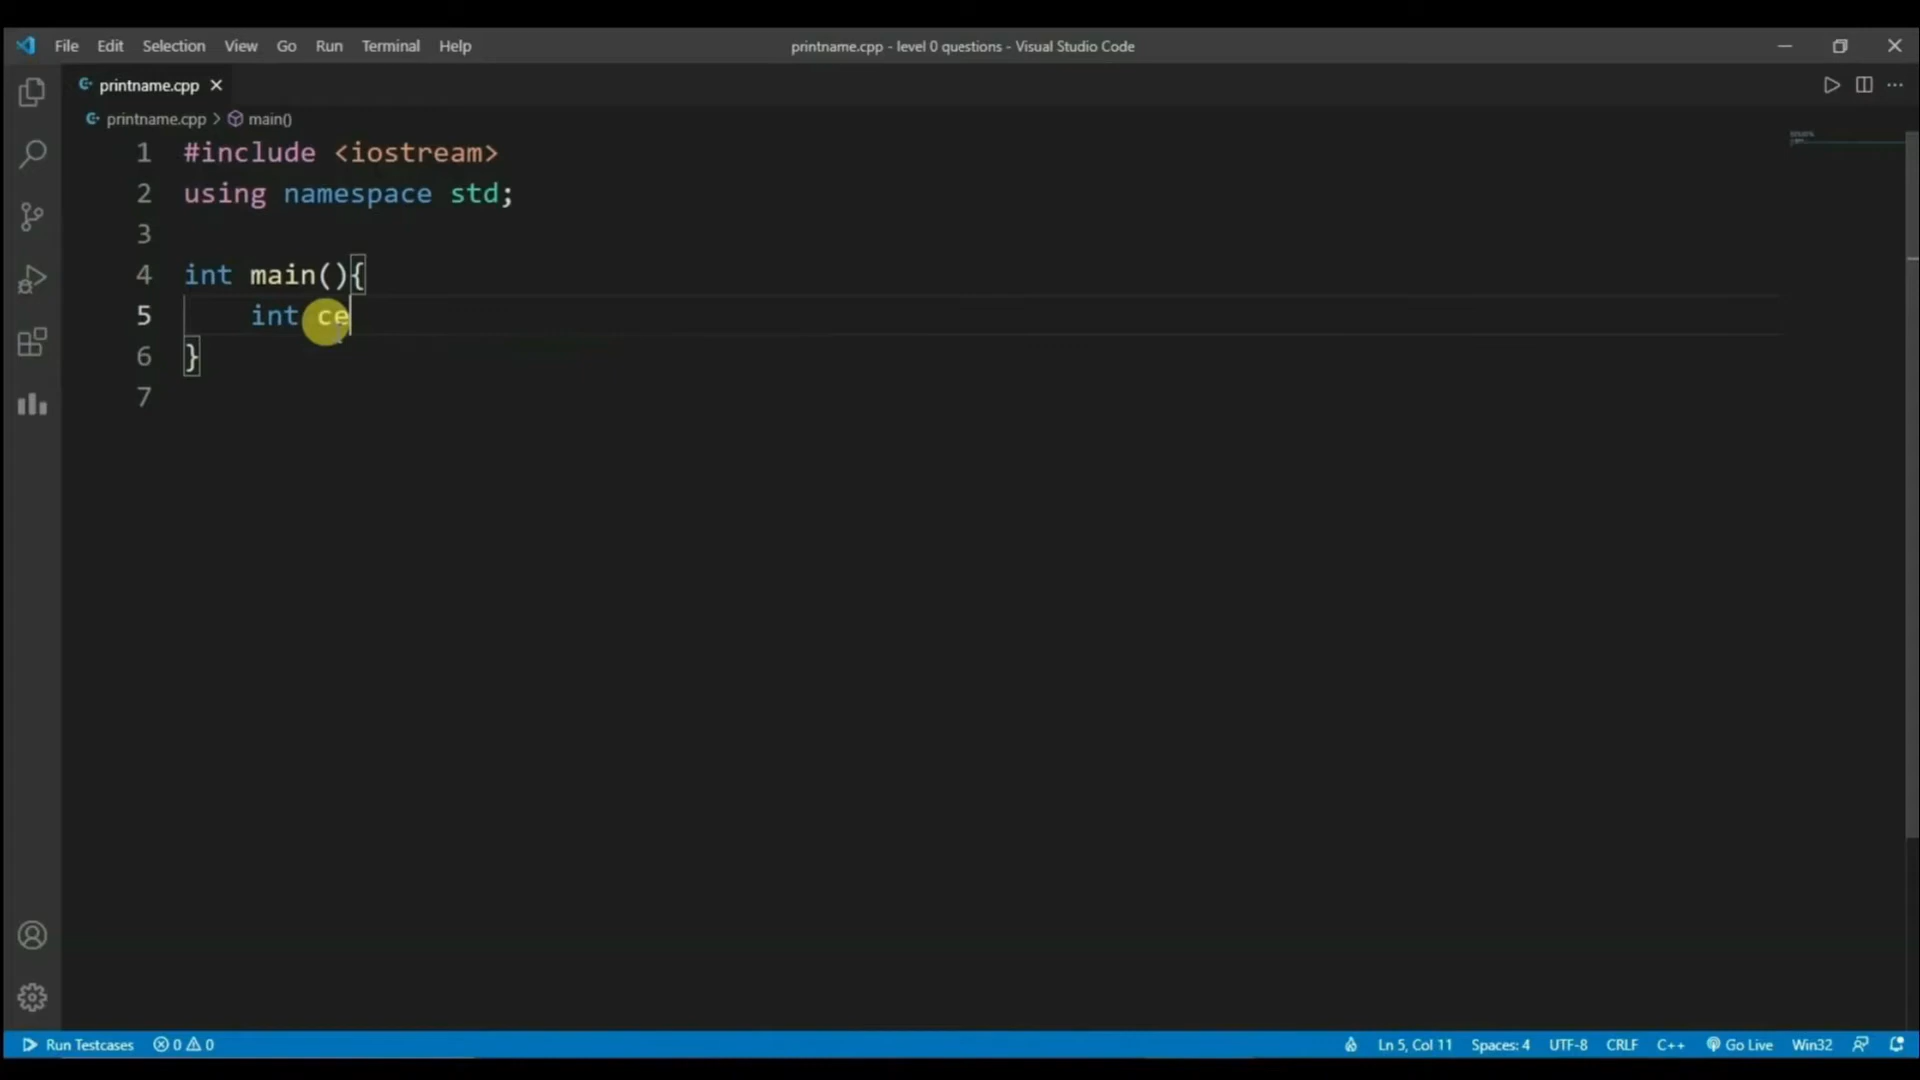 File Edit Selection View Go Run Terminal Help printname.cpp - level 0 questions - Visual Studio Code
printname.cpp
printname.cpp > main()
1 #include <iostream>
2 using namespace std;
3
4 int main(){
5 int ce
6 }
7
Run Testcases 0 0 Ln 5, Col 11 Spaces: 4 UTF-8 CRLF C++ Go Live Win32